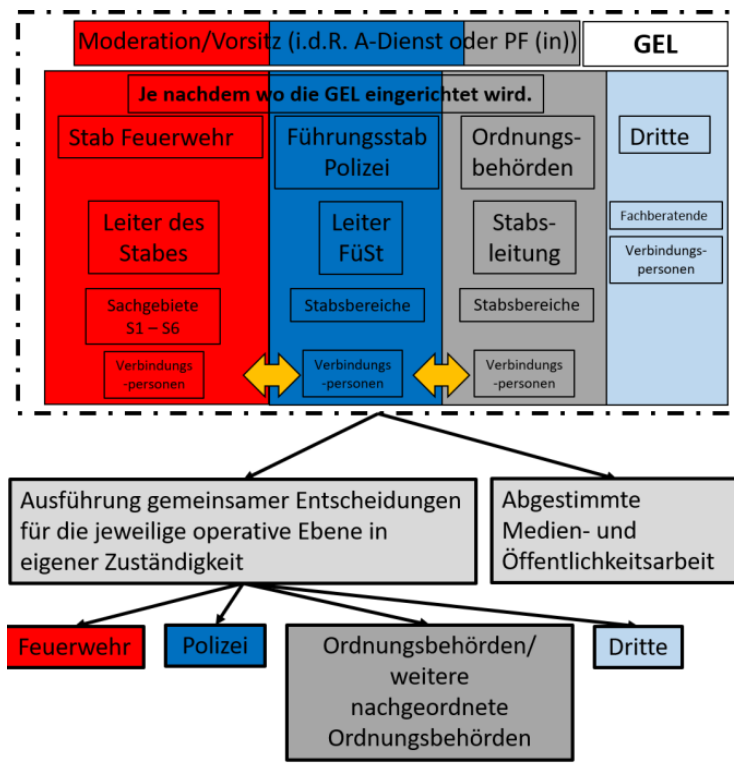 Moderation/Vorsitz (i.d.R. A-Dienst oder PF (in))
GEL
Je nachdem wo die GEL eingerichtet wird.
Stab Feuerwehr
Führungsstab
Polizei
Ordnungs-
behörden
Dritte
Leiter des
Stabes
Leiter
FüSt
Stabs-
leitung
Fachberatende
Verbindungs-
personen
Sachgebiete
S1 – S6
Stabsbereiche
Stabsbereiche
Verbindungs
-personen
Verbindungs
-personen
Verbindungs
-personen
Ausführung gemeinsamer Entscheidungen
für die jeweilige operative Ebene in
eigener Zuständigkeit
Abgestimmte
Medien- und
Öffentlichkeitsarbeit
Feuerwehr
Polizei
Ordnungsbehörden/
weitere
nachgeordnete
Ordnungsbehörden
Dritte